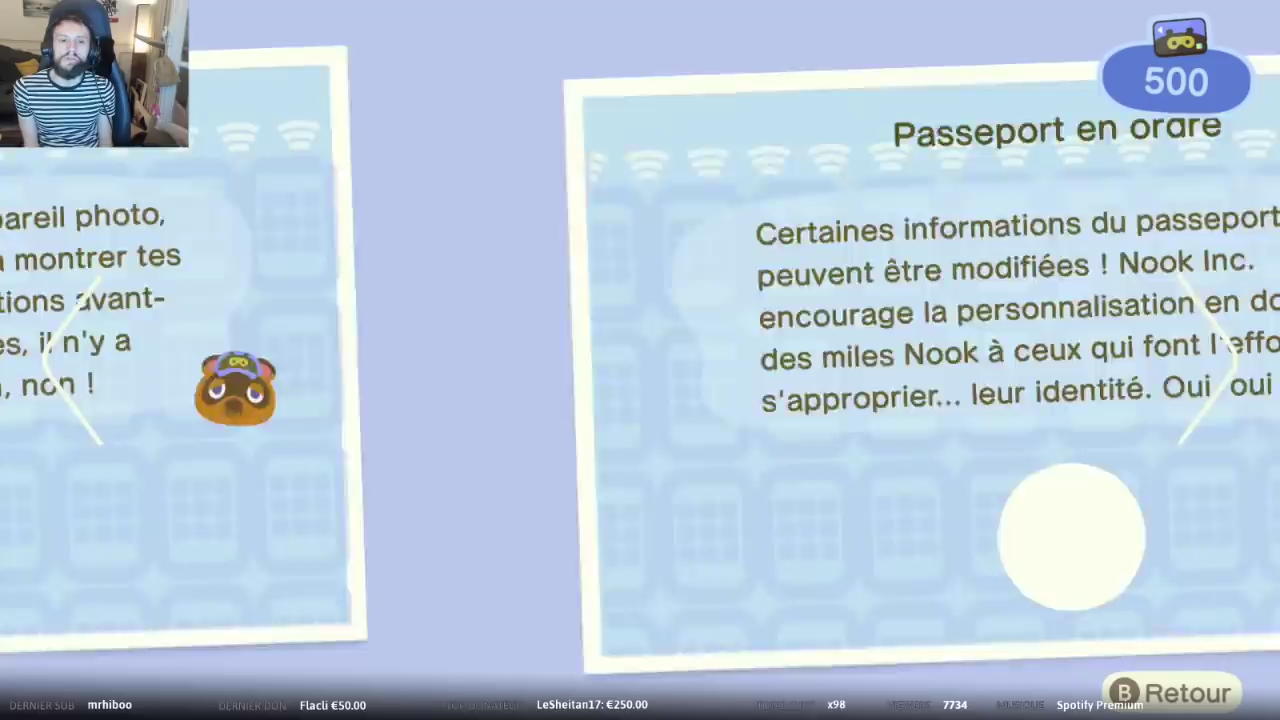 500
Passeport en ordre
pareil photo,
montrer tes
tions avant-
es, il n'y a
, non !
Certaines informations du passeport
peuvent être modifiées ! Nook Inc.
encourage la personnalisation en do
des miles Nook à ceux qui font l'effo
s'approprier... leur identité. Oui oui
B Retour
DERNIER SUB mrhiboo DERNIER DON Flacli €50.00 TOP DONATEUR LeSheitan17: €250.00 x98 VIEWERS 7734 MUSIQUE Spotify Premium